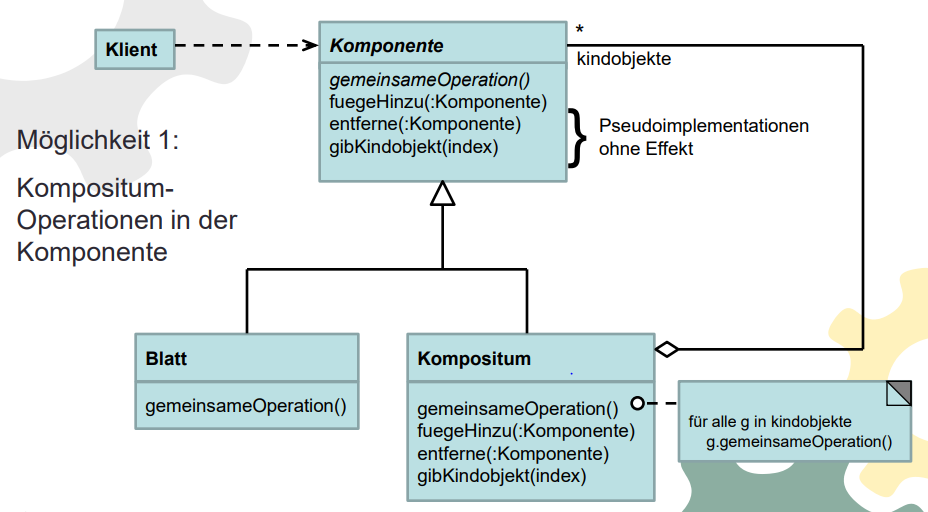 Klient
Komponente
*
kindobjekte
gemeinsameOperation()
fuegeHinzu(:Komponente)
entferne(:Komponente)
gibKindobjekt(index)
Pseudoimplementationen
ohne Effekt
Möglichkeit 1:
Kompositum-
Operationen in der
Komponente
Blatt
gemeinsameOperation()
Kompositum
gemeinsameOperation()
fuegeHinzu(:Komponente)
entferne(:Komponente)
gibKindobjekt(index)
für alle g in kindobjekte
g.gemeinsameOperation()